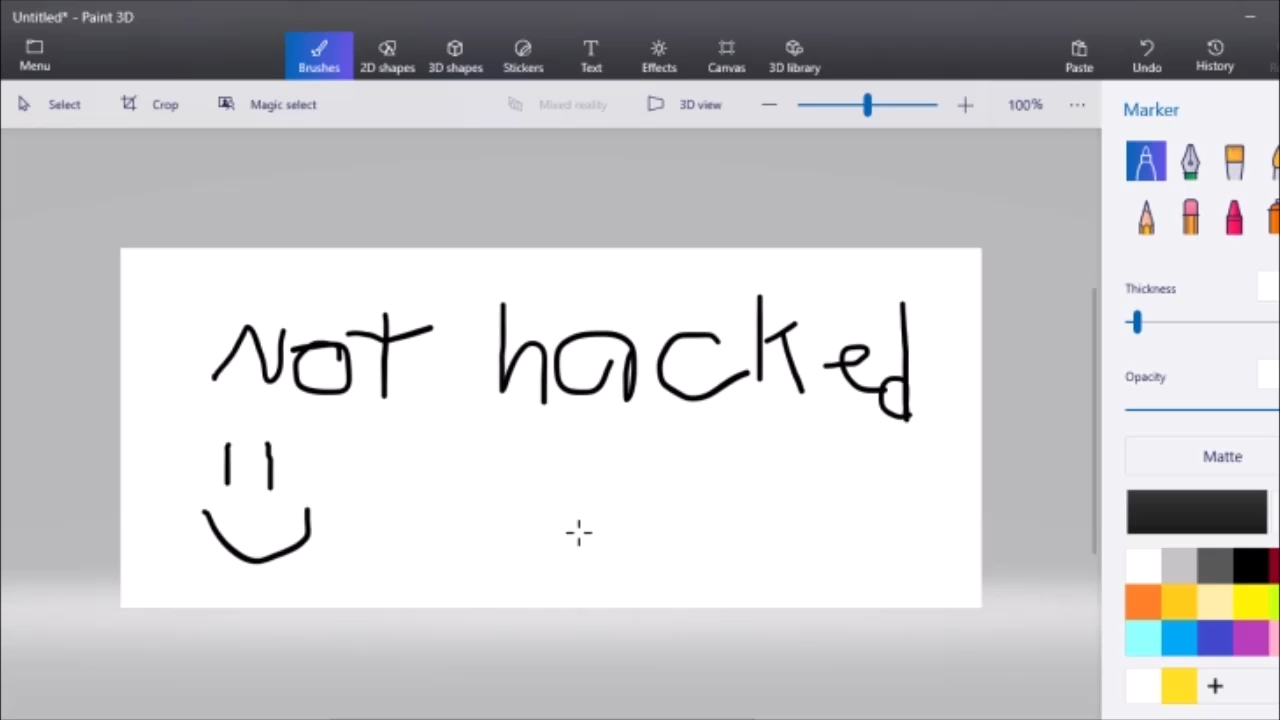 Untitled* - Paint 3D
Menu
Brushes
2D shapes
3D shapes
Stickers
Text
Effects
Canvas
3D library
Paste
Undo
History
Select
Crop
Magic select
Mixed reality
3D view
100%
Marker
Not hacked
Thickness
Opacity
Matte